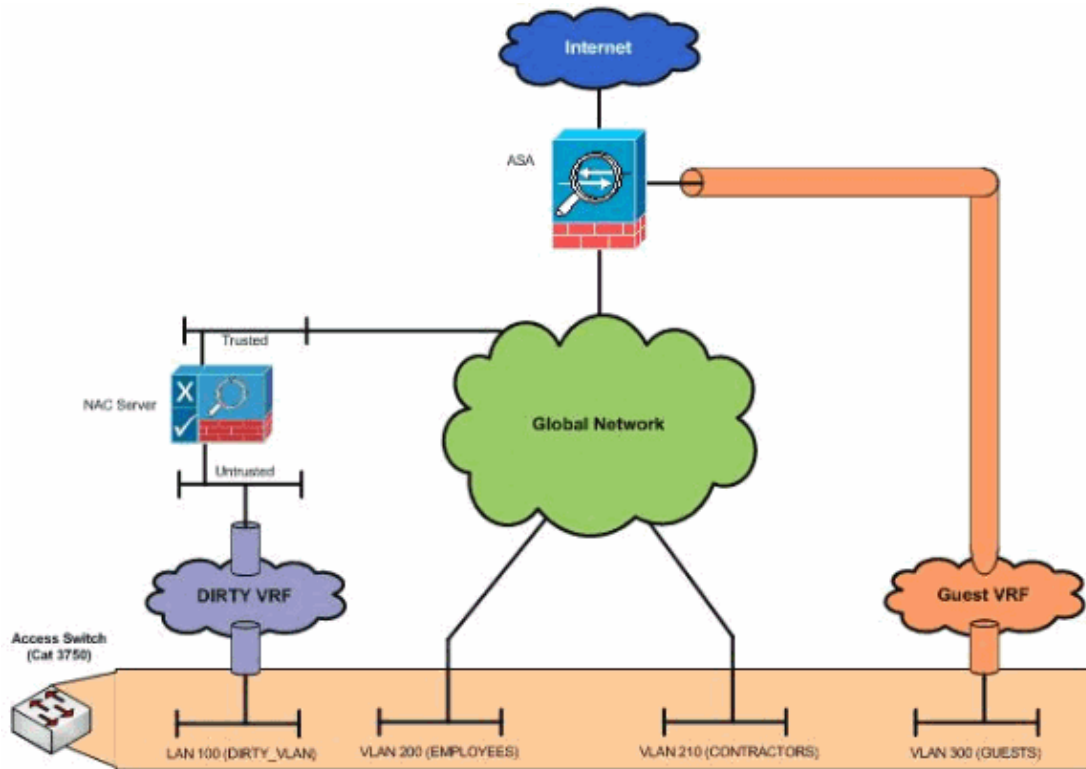 Internet
ASA
Trusted
NAC Server
Global Network
Untrusted
DIRTY VRF
Guest VRF
Access Switch
(Cat 3750)
LAN 100 (DIRTY_VLAN)
VLAN 200 (EMPLOYEES)
VLAN 210 (CONTRACTORS)
VLAN 300 (GUESTS)